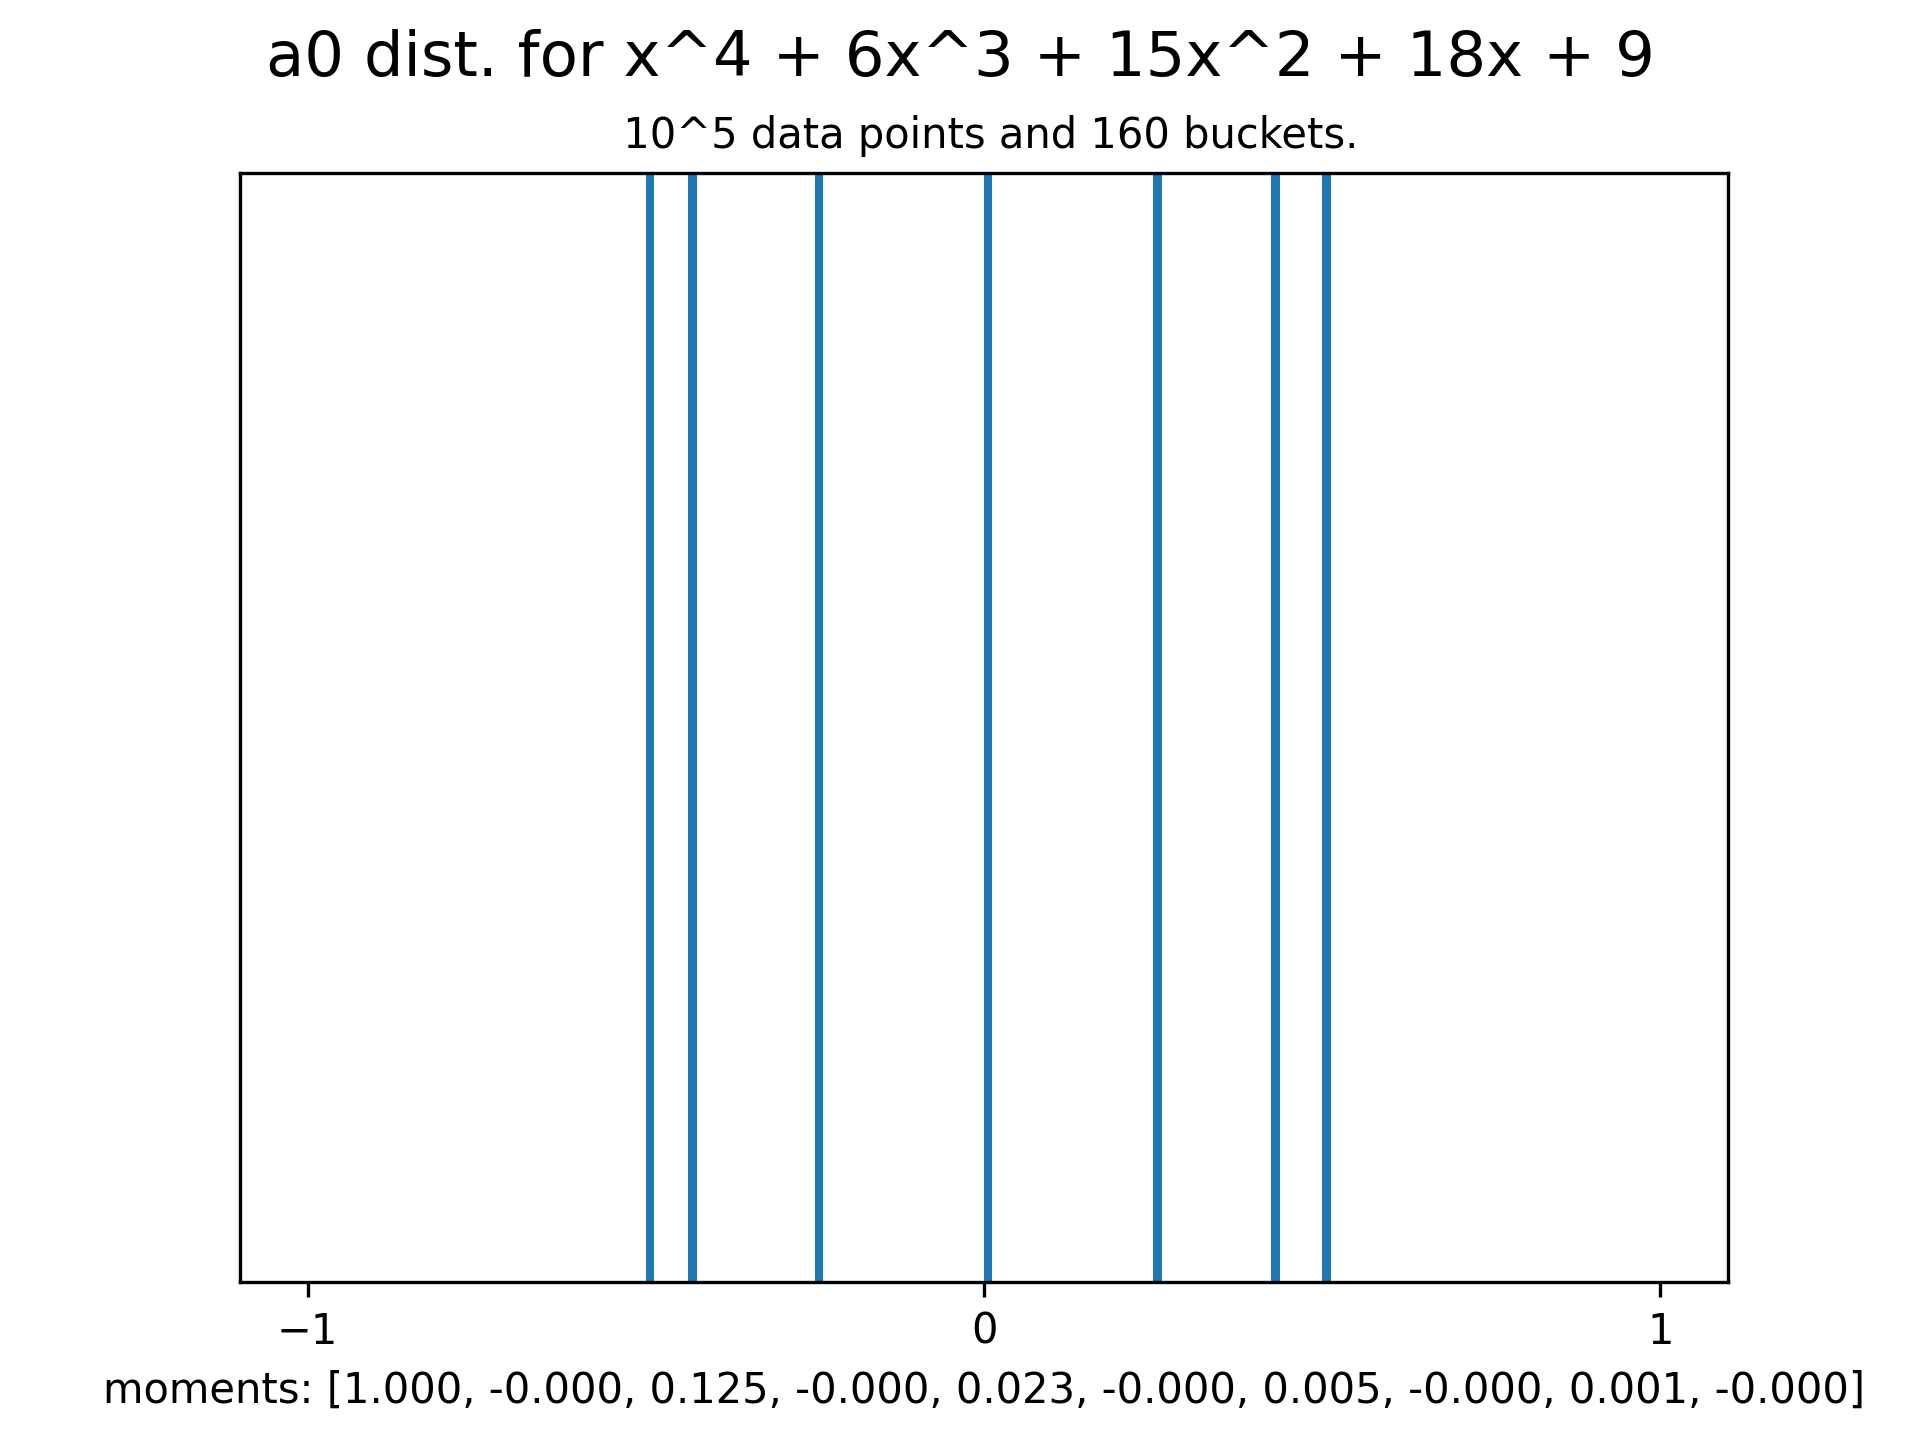 a0 dist. for x^4 + 6x^3 + 15x^2 + 18x + 9
10^5 data points and 160 buckets.
−1 0 1
moments: [1.000, -0.000, 0.125, -0.000, 0.023, -0.000, 0.005, -0.000, 0.001, -0.000]